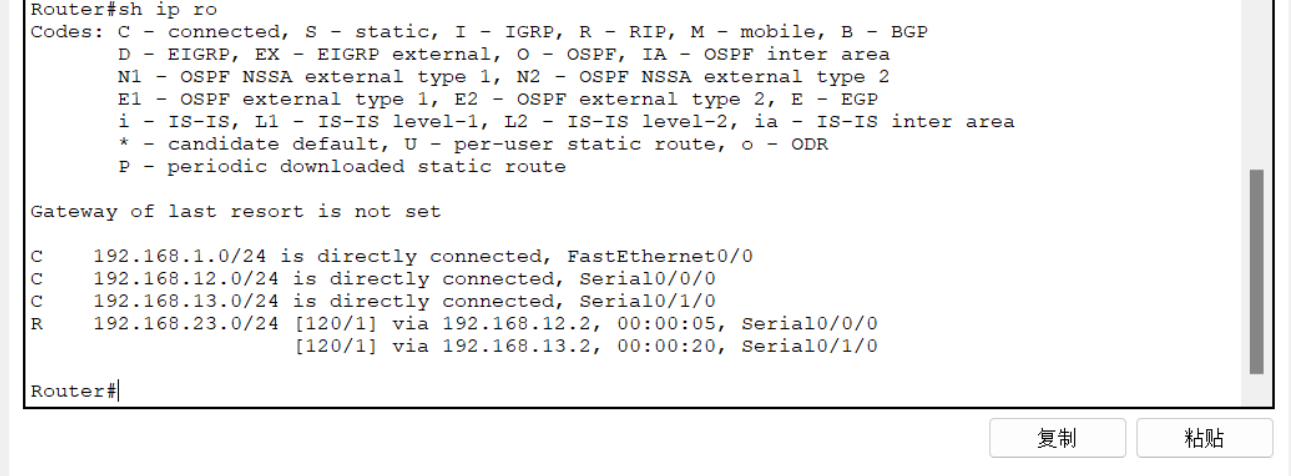 Router#sh ip ro
Codes: C - connected, S - static, I - IGRP, R - RIP, M - mobile, B - BGP
       D - EIGRP, EX - EIGRP external, O - OSPF, IA - OSPF inter area
       N1 - OSPF NSSA external type 1, N2 - OSPF NSSA external type 2
       E1 - OSPF external type 1, E2 - OSPF external type 2, E - EGP
       i - IS-IS, L1 - IS-IS level-1, L2 - IS-IS level-2, ia - IS-IS inter area
       * - candidate default, U - per-user static route, o - ODR
       P - periodic downloaded static route
Gateway of last resort is not set
C    192.168.1.0/24 is directly connected, FastEthernet0/0
C    192.168.12.0/24 is directly connected, Serial0/0/0
C    192.168.13.0/24 is directly connected, Serial0/1/0
R    192.168.23.0/24 [120/1] via 192.168.12.2, 00:00:05, Serial0/0/0
                     [120/1] via 192.168.13.2, 00:00:20, Serial0/1/0
Router#
复制 粘贴